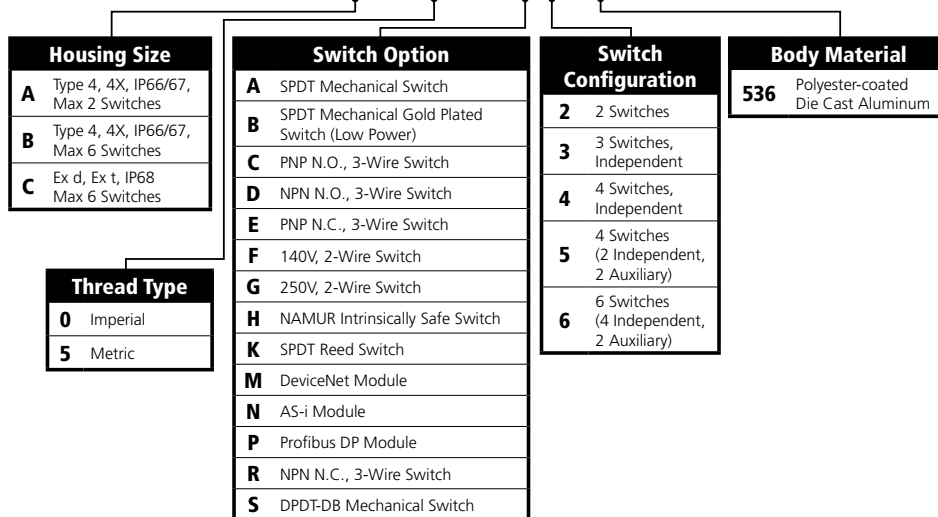 Housing Size
A Type 4, 4X, IP66/67,
Max 2 Switches
B Type 4, 4X, IP66/67,
Max 6 Switches
C Ex d, Ex t, IP68
Max 6 Switches
Thread Type
0 Imperial
5 Metric
Switch Option
A SPDT Mechanical Switch
B SPDT Mechanical Gold Plated
Switch (Low Power)
C PNP N.O., 3-Wire Switch
D NPN N.O., 3-Wire Switch
E PNP N.C., 3-Wire Switch
F 140V, 2-Wire Switch
G 250V, 2-Wire Switch
H NAMUR Intrinsically Safe Switch
K SPDT Reed Switch
M DeviceNet Module
N AS-i Module
P Profibus DP Module
R NPN N.C., 3-Wire Switch
S DPDT-DB Mechanical Switch
Switch
Configuration
2 2 Switches
3 3 Switches,
Independent
4 4 Switches,
Independent
5 4 Switches
(2 Independent,
2 Auxiliary)
6 6 Switches
(4 Independent,
2 Auxiliary)
Body Material
536 Polyester-coated
Die Cast Aluminum